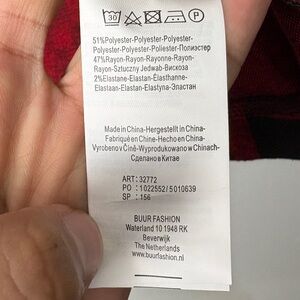 30
P
51%Polyester-Polyester-Polyester-
Polyester-Polyester-Poliester-Полиэстер
47%Rayon-Rayon-Rayonne-Rayon-
Rayon-Sztuczny Jedwab-Вискоза
2%Elastane-Elastan-Elasthanne-
Elastaan-Elastan-Elastyna-Эластан
Made in China-Hergestellt in China-
Fabriqué en Chine-Hecho en China-
Vyrobeno v Číně-Wyprodukowano w Chinach-
Сделано в Китае
ART: 32772
PO : 1022552 / 5010639
SP : 156
BUUR FASHION
Waterland 10 1948 RK
Beverwijk
The Netherlands
www.buurfashion.nl